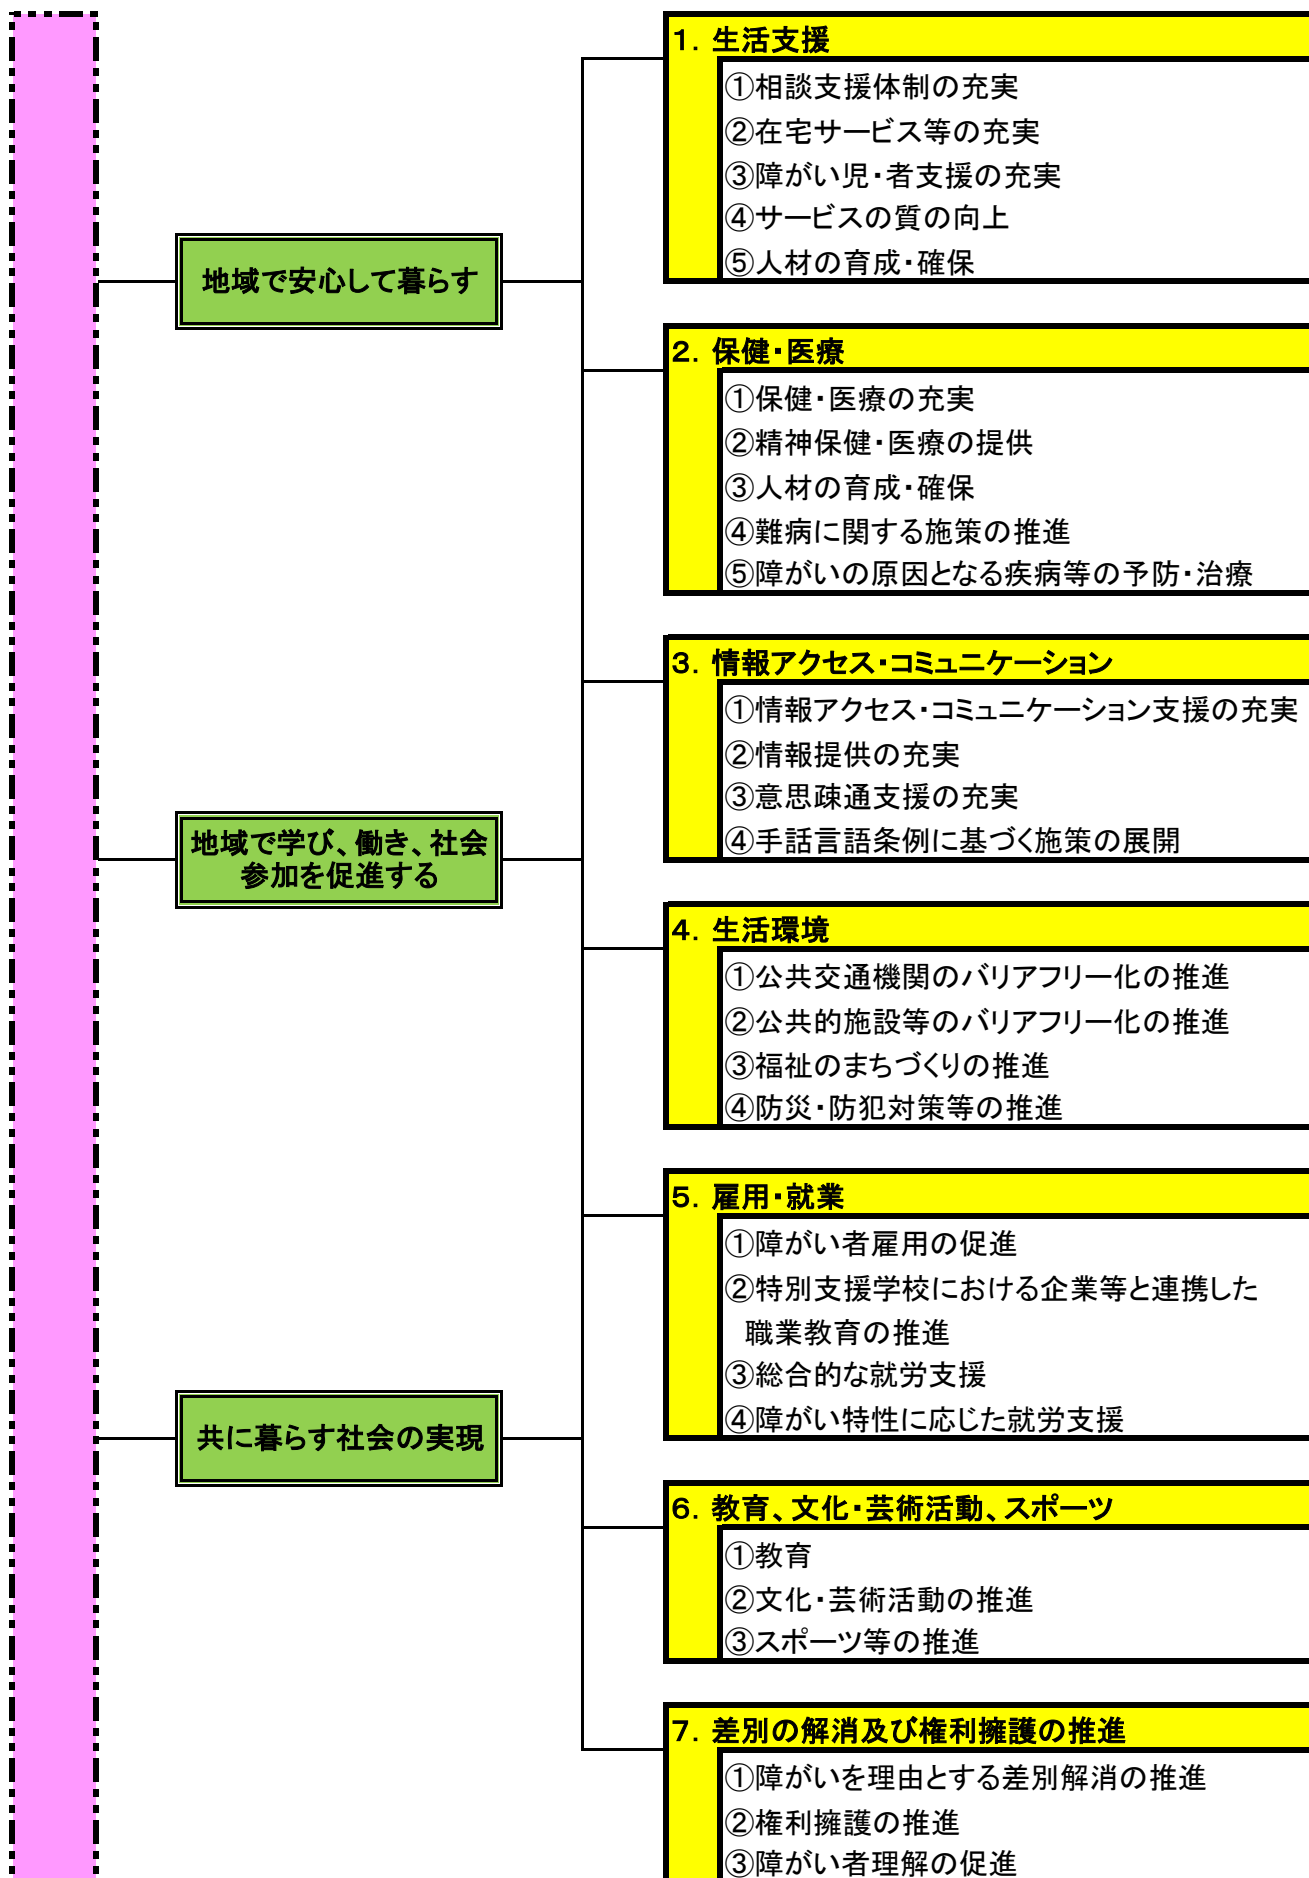 地域で安心して暮らす
地域で学び、働き、社会
参加を促進する
共に暮らす社会の実現
1．生活支援
①相談支援体制の充実
②在宅サービス等の充実
③障がい児・者支援の充実
④サービスの質の向上
⑤人材の育成・確保
2．保健・医療
①保健・医療の充実
②精神保健・医療の提供
③人材の育成・確保
④難病に関する施策の推進
⑤障がいの原因となる疾病等の予防・治療
3．情報アクセス・コミュニケーション
①情報アクセス・コミュニケーション支援の充実
②情報提供の充実
③意思疎通支援の充実
④手話言語条例に基づく施策の展開
4．生活環境
①公共交通機関のバリアフリー化の推進
②公共的施設等のバリアフリー化の推進
③福祉のまちづくりの推進
④防災・防犯対策等の推進
5．雇用・就業
①障がい者雇用の促進
②特別支援学校における企業等と連携した
職業教育の推進
③総合的な就労支援
④障がい特性に応じた就労支援
6．教育、文化・芸術活動、スポーツ
①教育
②文化・芸術活動の推進
③スポーツ等の推進
7．差別の解消及び権利擁護の推進
①障がいを理由とする差別解消の推進
②権利擁護の推進
③障がい者理解の促進